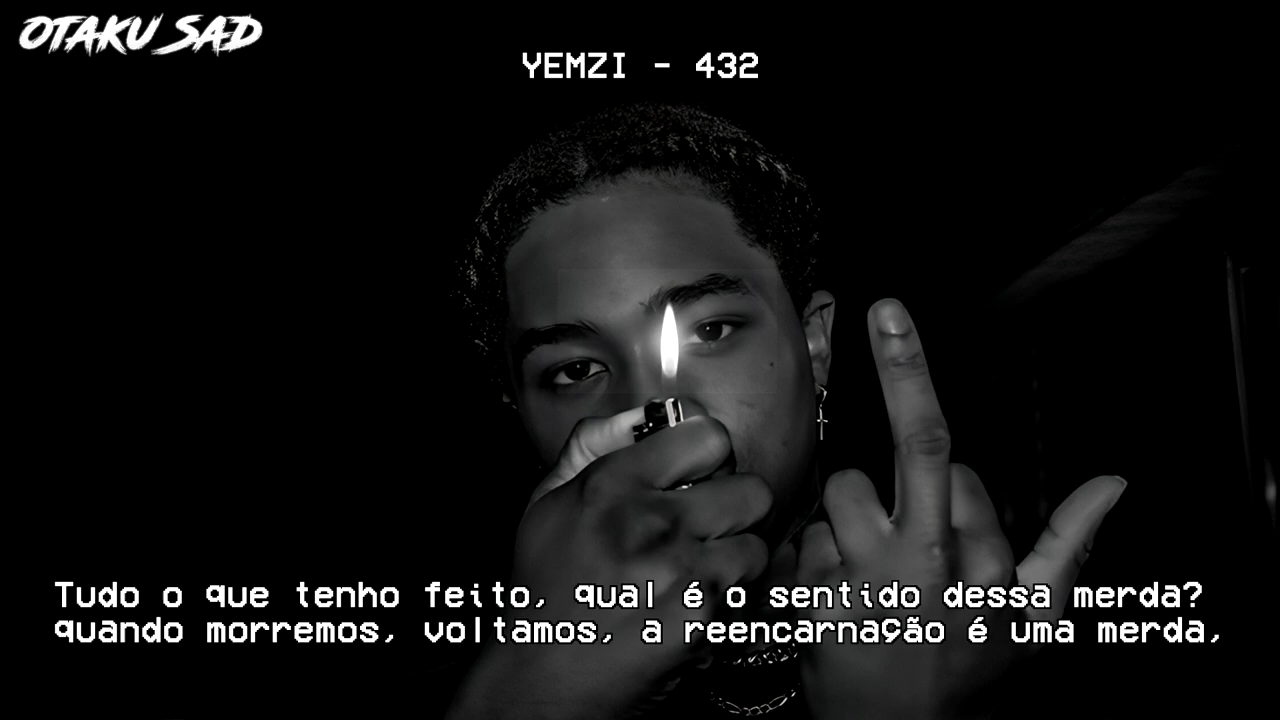 OTAKU SAD
YEMZI - 432
Tudo o que tenho feito, qual é o sentido dessa merda?
quando morremos, voltamos, a reencarnação é uma merda,